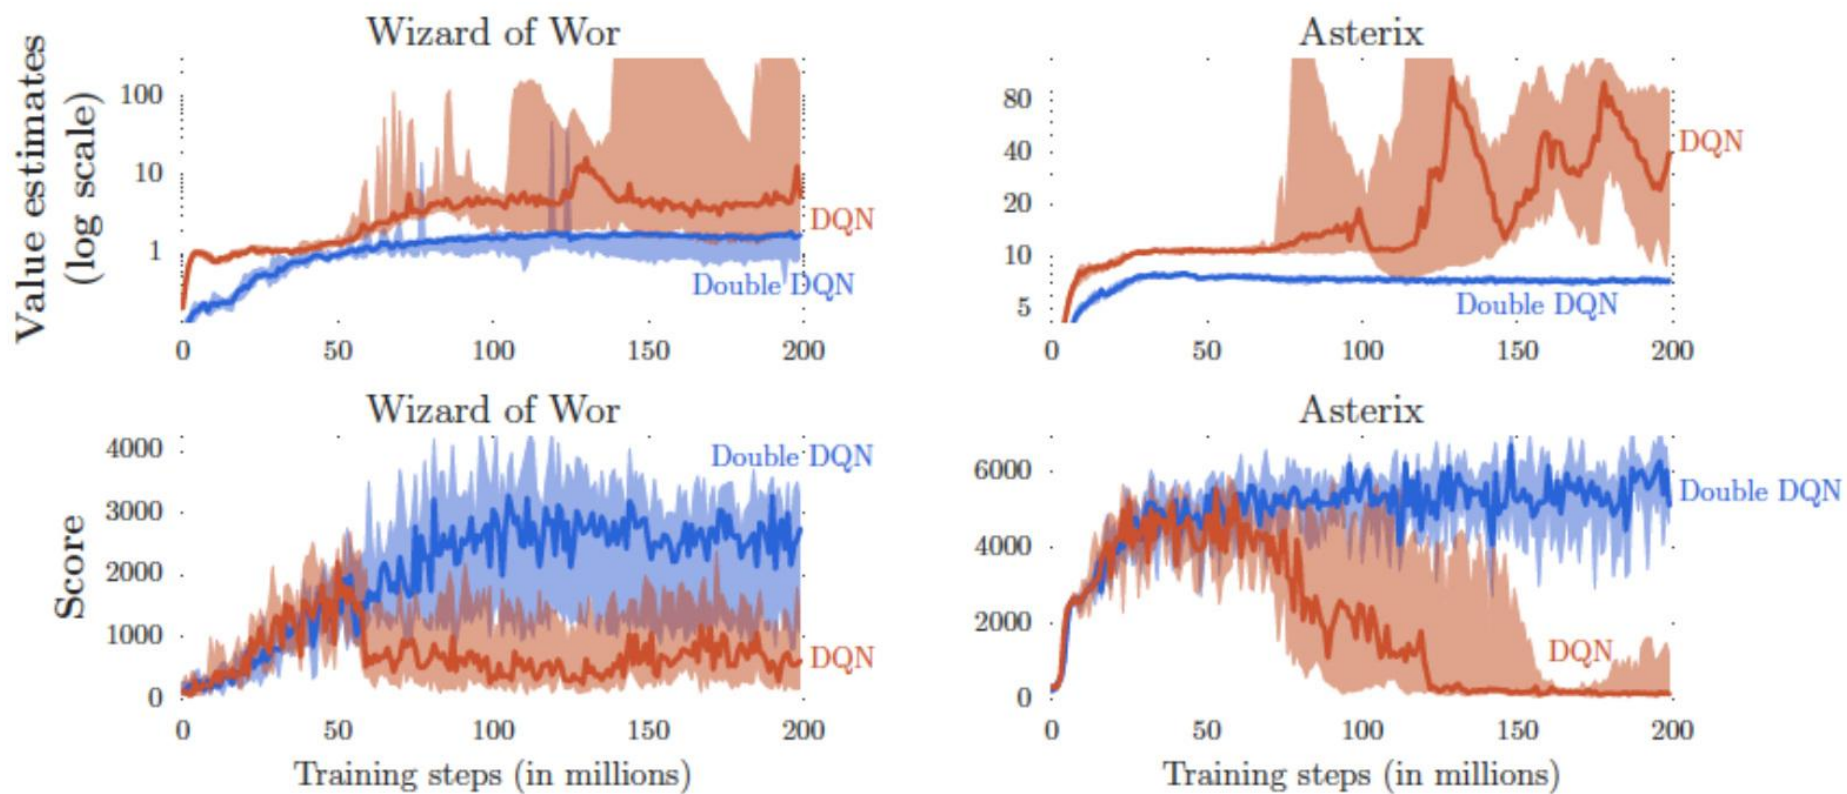 Wizard of Wor
Value estimates
(log scale)
100
10
1
DQN
Double DQN
0 50 100 150 200
Asterix
80
40
20
10
5
DQN
Double DQN
0 50 100 150 200
Wizard of Wor
Score
4000
3000
2000
1000
0
Double DQN
DQN
0 50 100 150 200
Training steps (in millions)
Asterix
6000
4000
2000
0
Double DQN
DQN
0 50 100 150 200
Training steps (in millions)